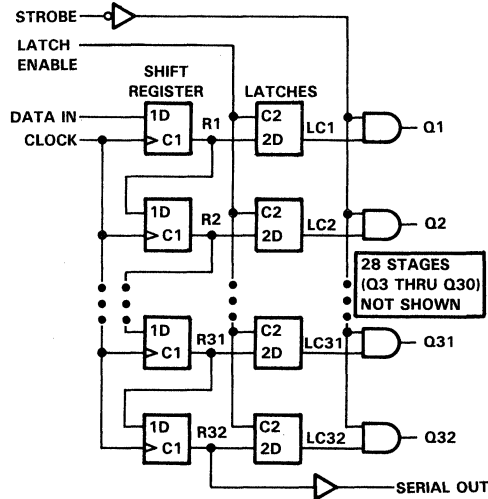 STROBE
LATCH
ENABLE
SHIFT
REGISTER
LATCHES
DATA IN
CLOCK
1D
C1
R1
C2
2D
LC1
Q1
1D
C1
R2
C2
2D
LC2
Q2
28 STAGES
(Q3 THRU Q30)
NOT SHOWN
1D
C1
R31
C2
2D
LC31
Q31
1D
C1
R32
C2
2D
LC32
Q32
SERIAL OUT